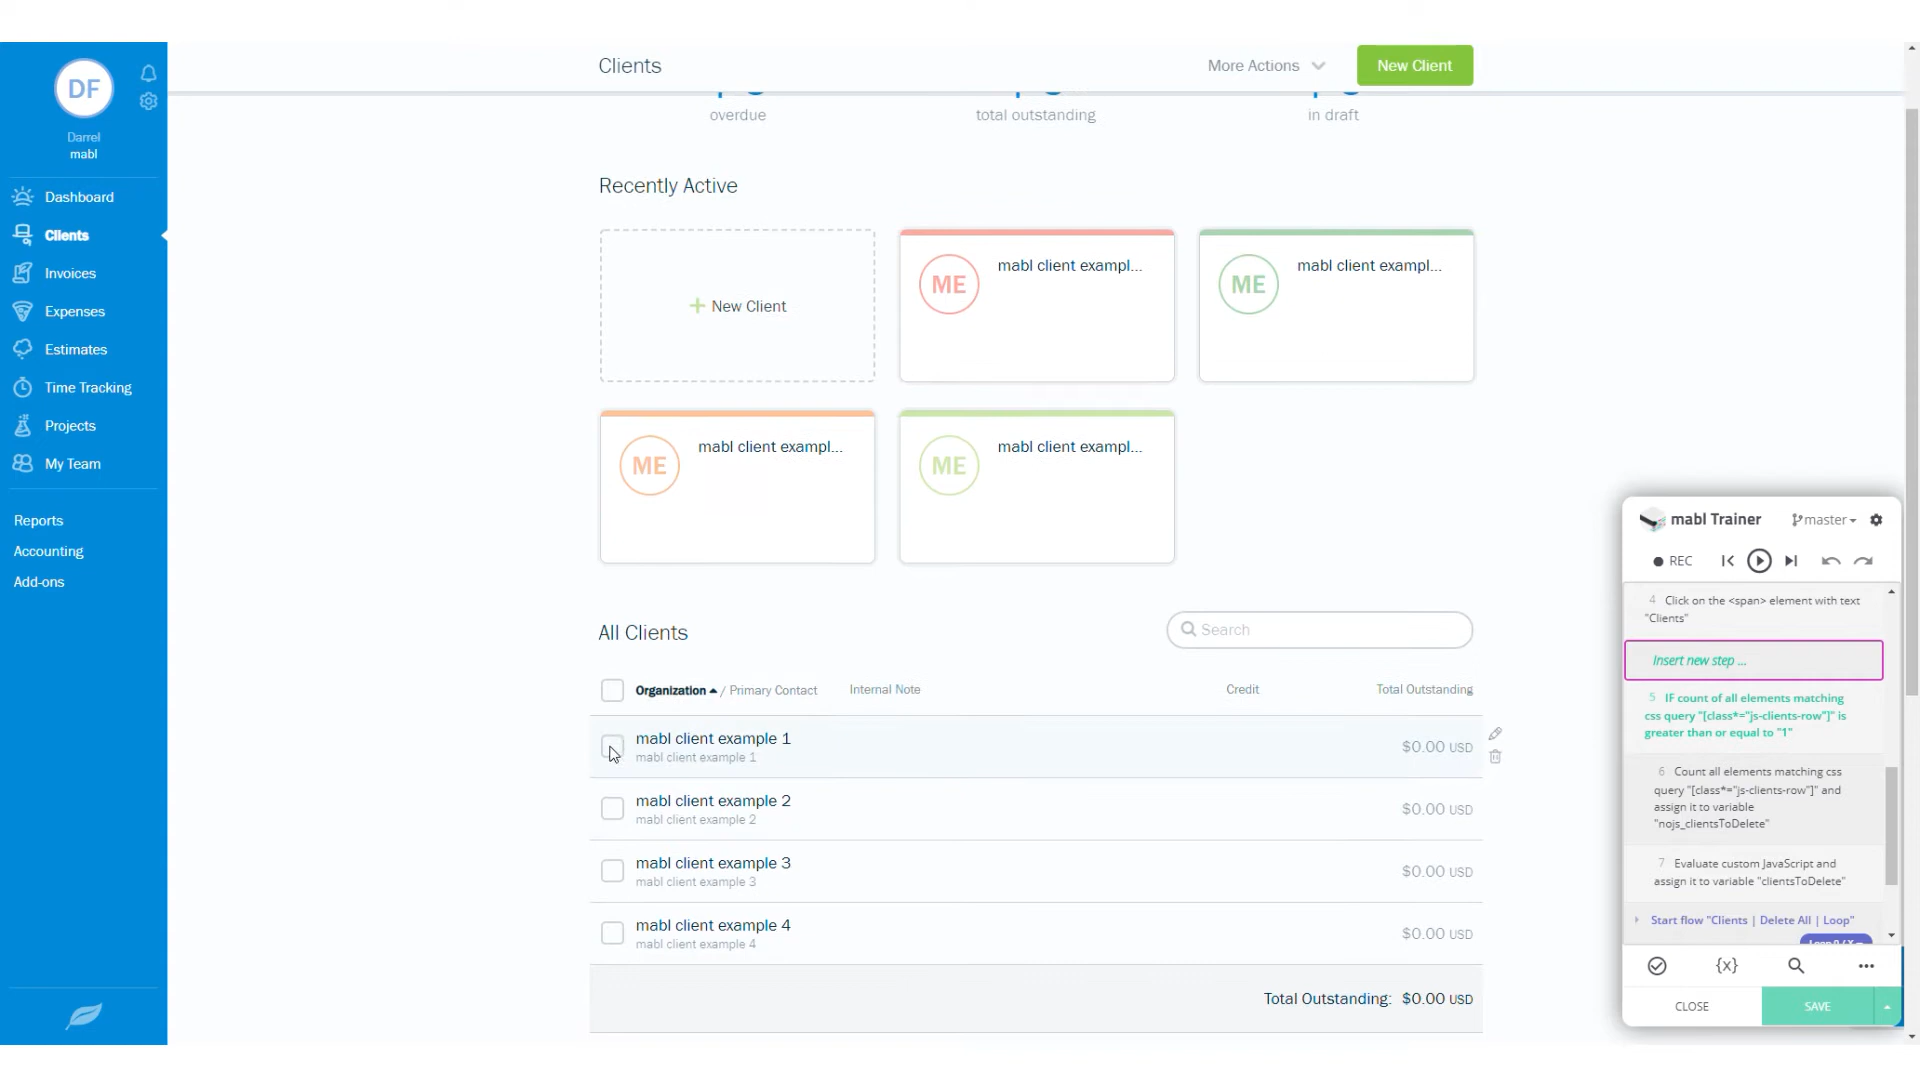 DF
Darrel
mabl
Dashboard
Clients
Invoices
Expenses
Estimates
Time Tracking
Projects
My Team
Reports
Accounting
Add-ons
Clients
More Actions
New Client
overdue
total outstanding
in draft
Recently Active
+ New Client
ME
mabl client exampl...
ME
mabl client exampl...
ME
mabl client exampl...
ME
mabl client exampl...
All Clients
Search
Organization / Primary Contact
Internal Note
Credit
Total Outstanding
mabl client example 1
mabl client example 1
$0.00 USD
mabl client example 2
mabl client example 2
$0.00 USD
mabl client example 3
mabl client example 3
$0.00 USD
mabl client example 4
mabl client example 4
$0.00 USD
Total Outstanding: $0.00 USD
mabl Trainer
master
REC
4 Click on the <span> element with text
"Clients"
Insert new step ...
5 IF count of all elements matching
css query "[class*="js-clients-row"]" is
greater than or equal to "1"
6 Count all elements matching css
query "[class*="js-clients-row"]" and
assign it to variable
"nojs_clientsToDelete"
7 Evaluate custom JavaScript and
assign it to variable "clientsToDelete"
Start flow "Clients | Delete All | Loop"
{x}
CLOSE
SAVE